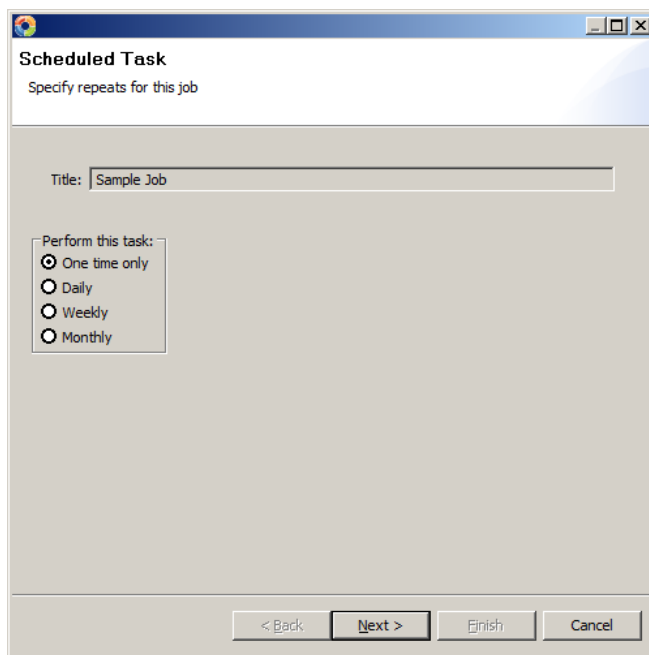 Scheduled Task
Specify repeats for this job
Title: Sample Job
Perform this task:
One time only
Daily
Weekly
Monthly
< Back Next > Finish Cancel